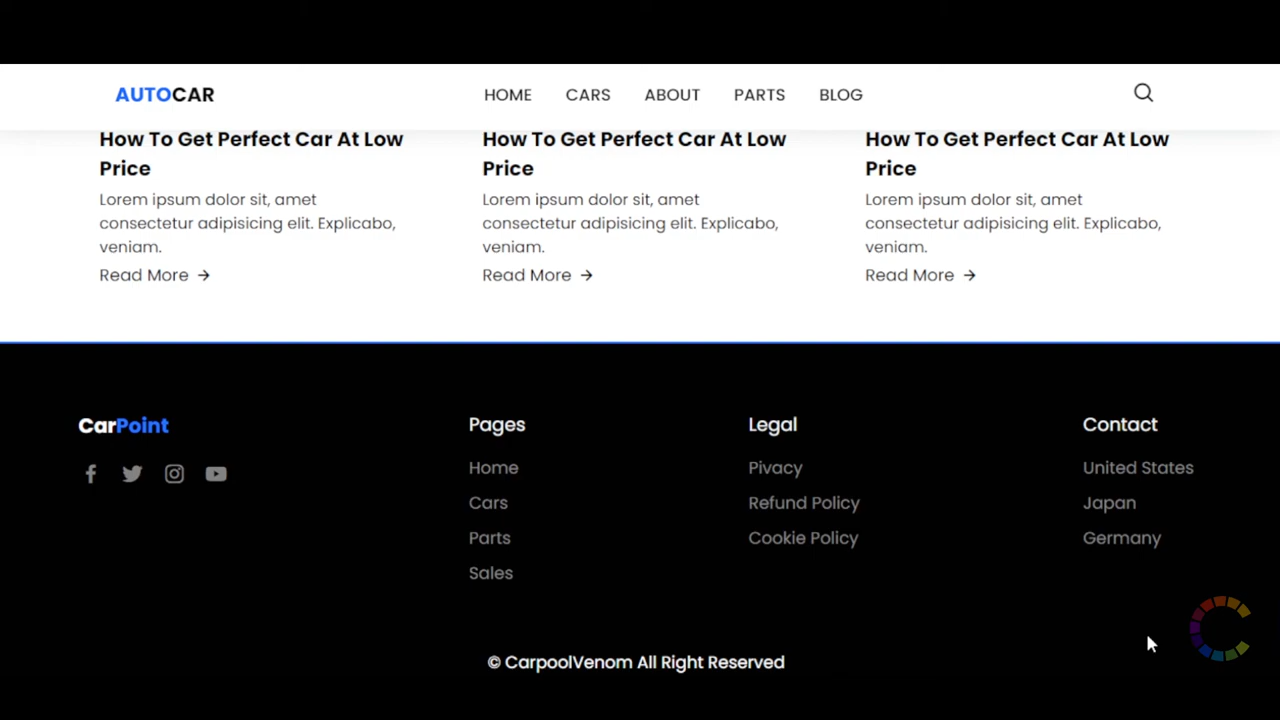 AUTOCAR
HOME CARS ABOUT PARTS BLOG
How To Get Perfect Car At Low
Price
Lorem ipsum dolor sit, amet
consectetur adipisicing elit. Explicabo,
veniam.
Read More →
How To Get Perfect Car At Low
Price
Lorem ipsum dolor sit, amet
consectetur adipisicing elit. Explicabo,
veniam.
Read More →
How To Get Perfect Car At Low
Price
Lorem ipsum dolor sit, amet
consectetur adipisicing elit. Explicabo,
veniam.
Read More →
CarPoint
Pages
Home
Cars
Parts
Sales
Legal
Pivacy
Refund Policy
Cookie Policy
Contact
United States
Japan
Germany
© CarpoolVenom All Right Reserved